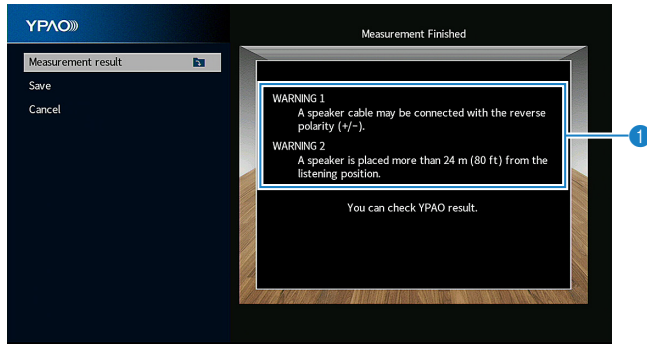 YPAO
Measurement Finished
Measurement result
Save
Cancel
WARNING 1
A speaker cable may be connected with the reverse
polarity (+/−).
WARNING 2
A speaker is placed more than 24 m (80 ft) from the
listening position.
You can check YPAO result.
1